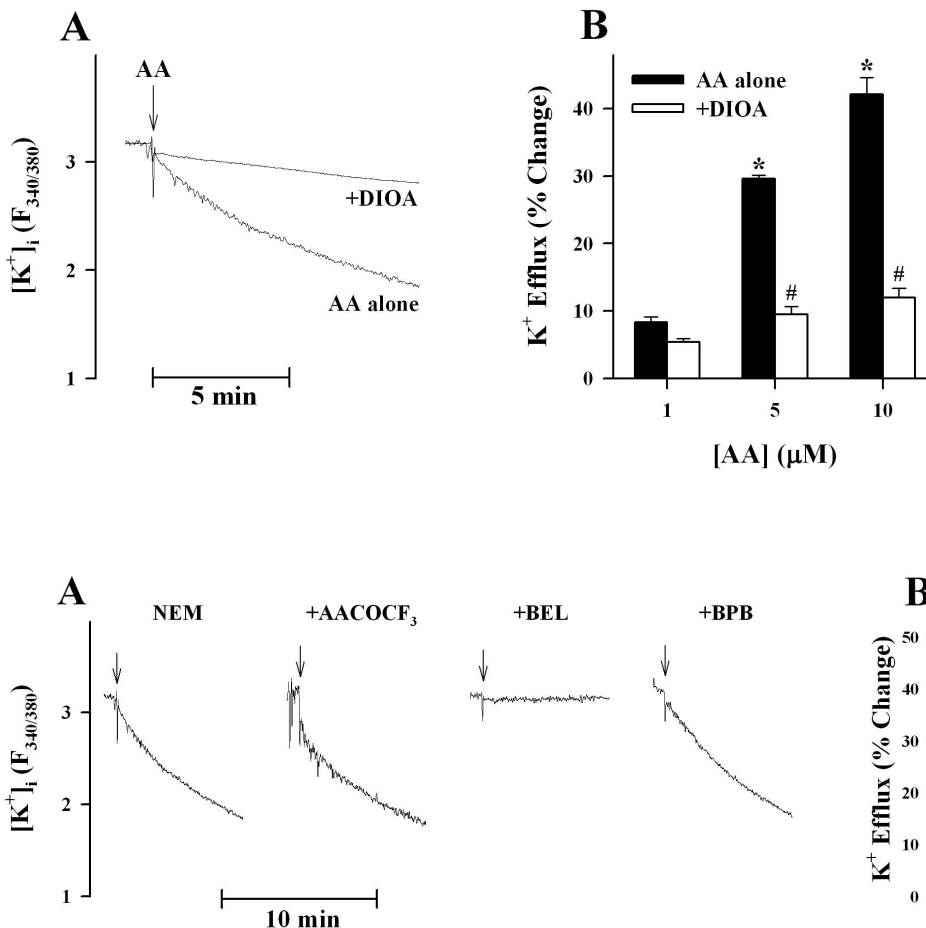 A
B
AA
AA alone
+DIOA
[K⁺]ᵢ (F₃₄₀/₃₈₀)
3
2
1
+DIOA
AA alone
5 min
K⁺ Efflux (% Change)
40
30
20
10
0
*
*
#
#
1 5 10
[AA] (μM)
A
B
NEM +AACOCF₃ +BEL +BPB
[K⁺]ᵢ (F₃₄₀/₃₈₀)
3
2
1
10 min
K⁺ Efflux (% Change)
50
40
30
20
10
0